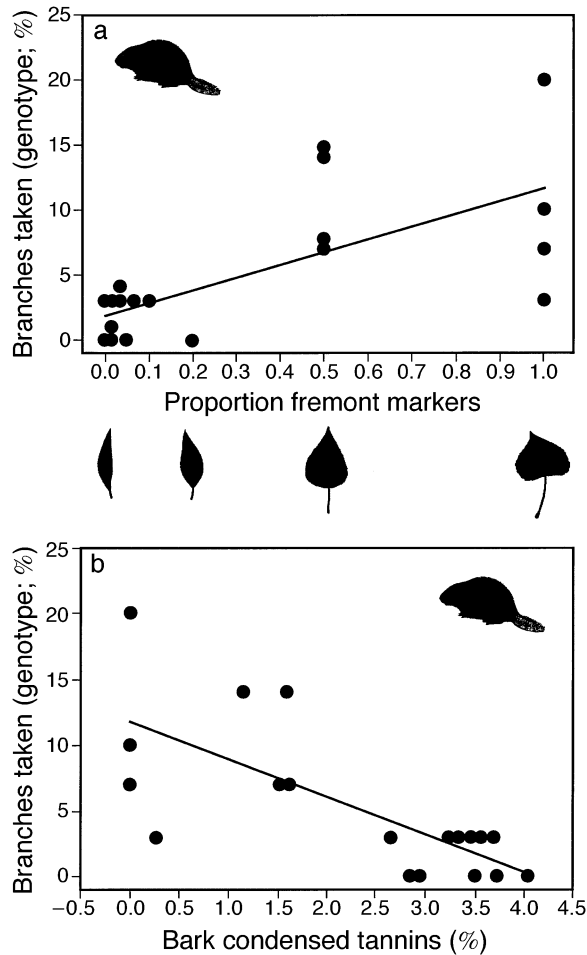 a
Branches taken (genotype; %)
25
20
15
10
5
0
0.0 0.1 0.2 0.3 0.4 0.5 0.6 0.7 0.8 0.9 1.0
Proportion fremont markers
b
Branches taken (genotype; %)
25
20
15
10
5
0
−0.5 0.0 0.5 1.0 1.5 2.0 2.5 3.0 3.5 4.0 4.5
Bark condensed tannins (%)